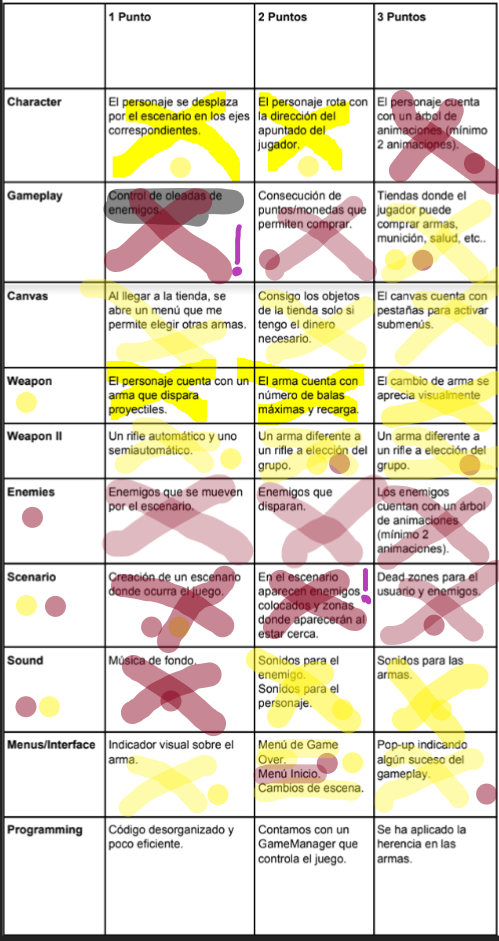 1 Punto
2 Puntos
3 Puntos
Character
El personaje se desplaza
por el escenario en los ejes
correspondientes.
El personaje rota con
la dirección del
apuntado del
jugador.
El personaje cuenta
con un árbol de
animaciones (mínimo
2 animaciones).
Gameplay
Control de oleadas de
enemigos.
!
Consecución de
puntos/monedas que
permiten comprar.
Tiendas donde el
jugador puede
comprar armas,
munición, salud, etc..
Canvas
Al llegar a la tienda, se
abre un menú que me
permite elegir otras armas.
Consigo los objetos
de la tienda solo si
tengo el dinero
necesario.
El canvas cuenta con
pestañas para activar
submenús.
Weapon
El personaje cuenta con un
arma que dispara
proyectiles.
El arma cuenta con
número de balas
máximas y recarga.
El cambio de arma se
aprecia visualmente
Weapon II
Un rifle automático y uno
semiautomático.
Un arma diferente a
un rifle a elección del
grupo.
Un arma diferente a
un rifle a elección del
grupo.
Enemies
Enemigos que se mueven
por el escenario.
Enemigos que
disparan.
Los enemigos
cuentan con un árbol
de animaciones
(mínimo 2
animaciones).
Scenario
Creación de un escenario
donde ocurra el juego.
En el escenario
aparecen enemigos
colocados y zonas
donde aparecerán al
estar cerca.
!
Dead zones para el
usuario y enemigos.
Sound
Música de fondo.
Sonidos para el
enemigo.
Sonidos para el
personaje.
Sonidos para las
armas.
Menus/Interface
Indicador visual sobre el
arma.
Menú de Game
Over.
Menú Inicio.
Cambios de escena.
Pop-up indicando
algún suceso del
gameplay.
Programming
Código desorganizado y
poco eficiente.
Contamos con un
GameManager que
controla el juego.
Se ha aplicado la
herencia en las
armas.